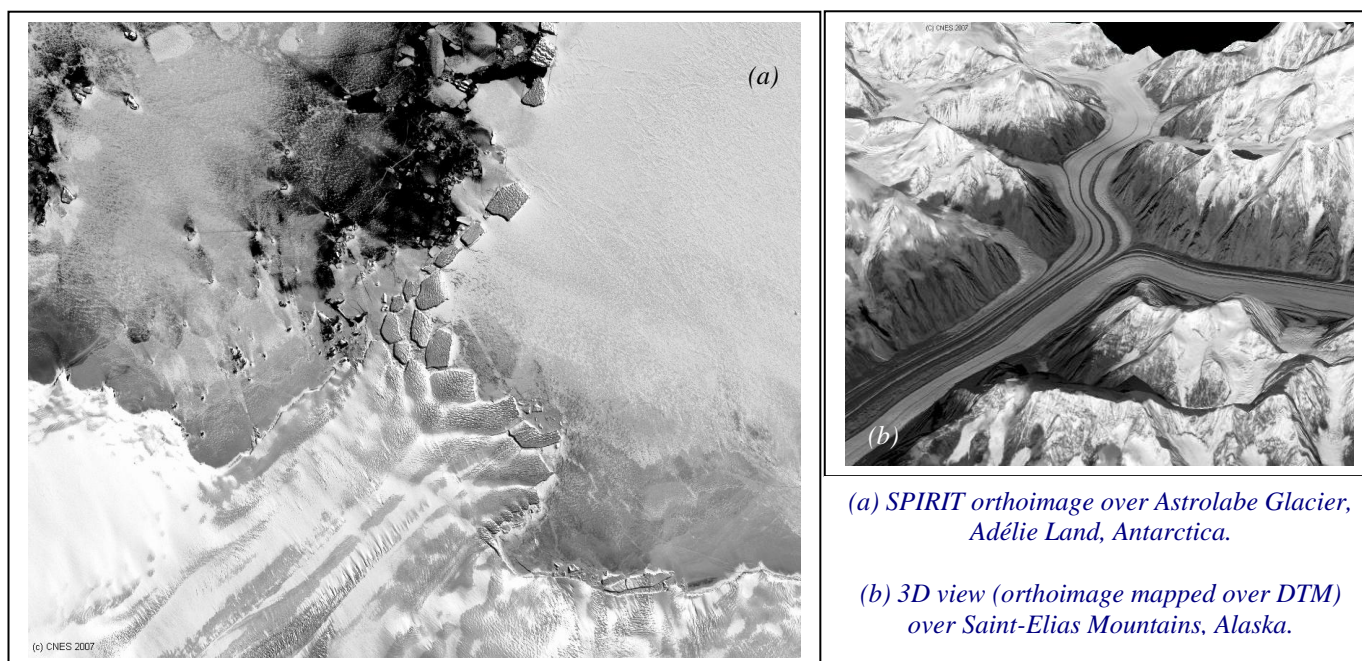 (a)
(c) CNES 2007
(c) CNES 2007
(b)
(a) SPIRIT orthoimage over Astrolabe Glacier,
Adélie Land, Antarctica.
(b) 3D view (orthoimage mapped over DTM)
over Saint-Elias Mountains, Alaska.